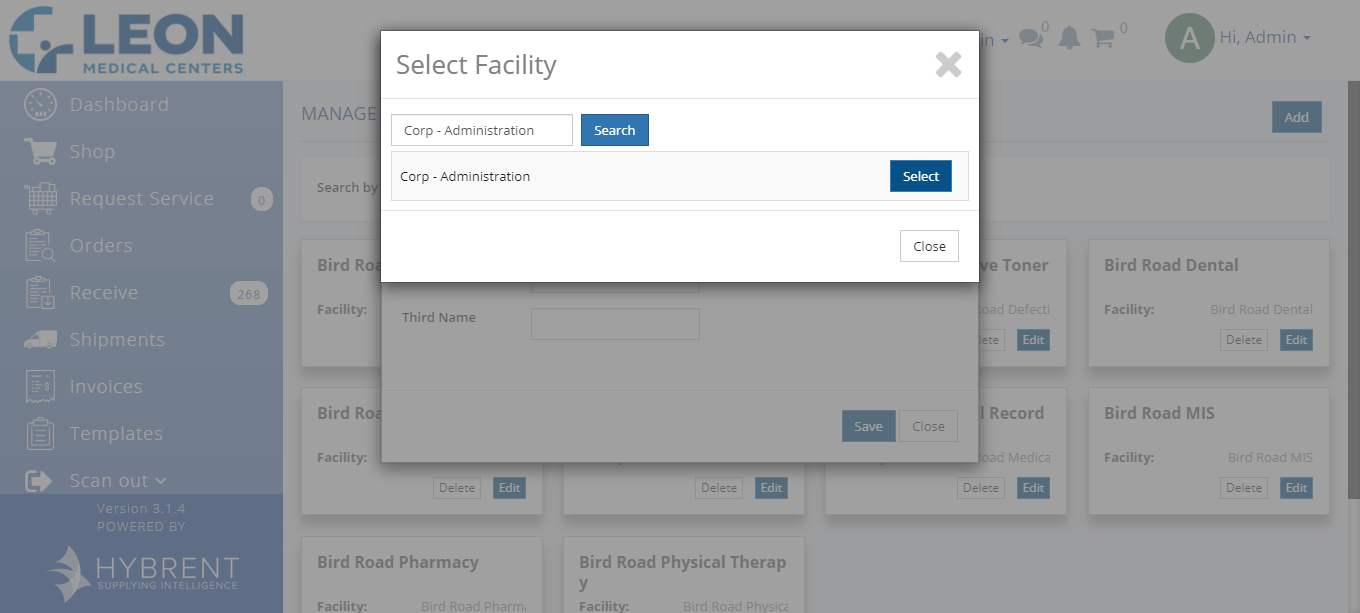 LEON
MEDICAL CENTERS
in
0
0
A
Hi, Admin
Dashboard
Shop
Request Service
0
Orders
Receive
268
Shipments
Invoices
Templates
Scan out
Version 3.1.4
POWERED BY
HYBRENT
SUPPLYING INTELLIGENCE
Select Facility
Corp - Administration
Search
Corp - Administration
Select
Close
MANAGE
Add
Search by
Third Name
Save
Close
Bird Roa
Facility:
ve Toner
oad Defecti
lete
Edit
Bird Road Dental
Facility:
Bird Road Dental
Delete
Edit
Bird Roa
Facility:
Delete
Edit
Delete
Edit
l Record
oad Medica
Delete
Edit
Bird Road MIS
Facility:
Bird Road MIS
Delete
Edit
Bird Road Pharmacy
Facility:
Bird Road Pharm
Bird Road Physical Therap
y
Facility:
Bird Road Physica